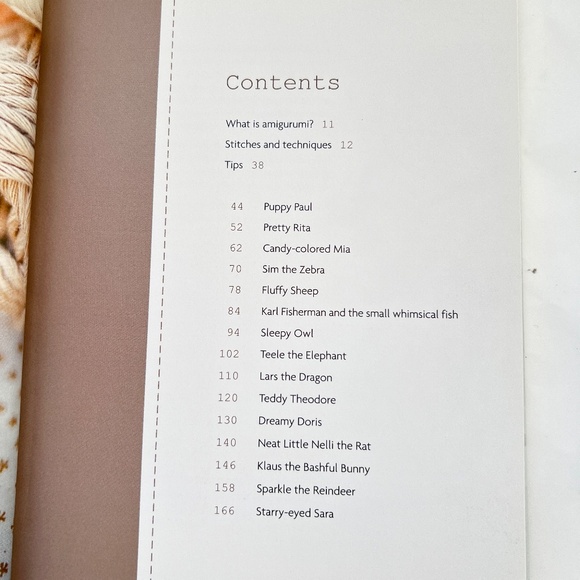 Contents
What is amigurumi? 11
Stitches and techniques 12
Tips 38
44 Puppy Paul
52 Pretty Rita
62 Candy-colored Mia
70 Sim the Zebra
78 Fluffy Sheep
84 Karl Fisherman and the small whimsical fish
94 Sleepy Owl
102 Teele the Elephant
110 Lars the Dragon
120 Teddy Theodore
130 Dreamy Doris
140 Neat Little Nelli the Rat
146 Klaus the Bashful Bunny
158 Sparkle the Reindeer
166 Starry-eyed Sara